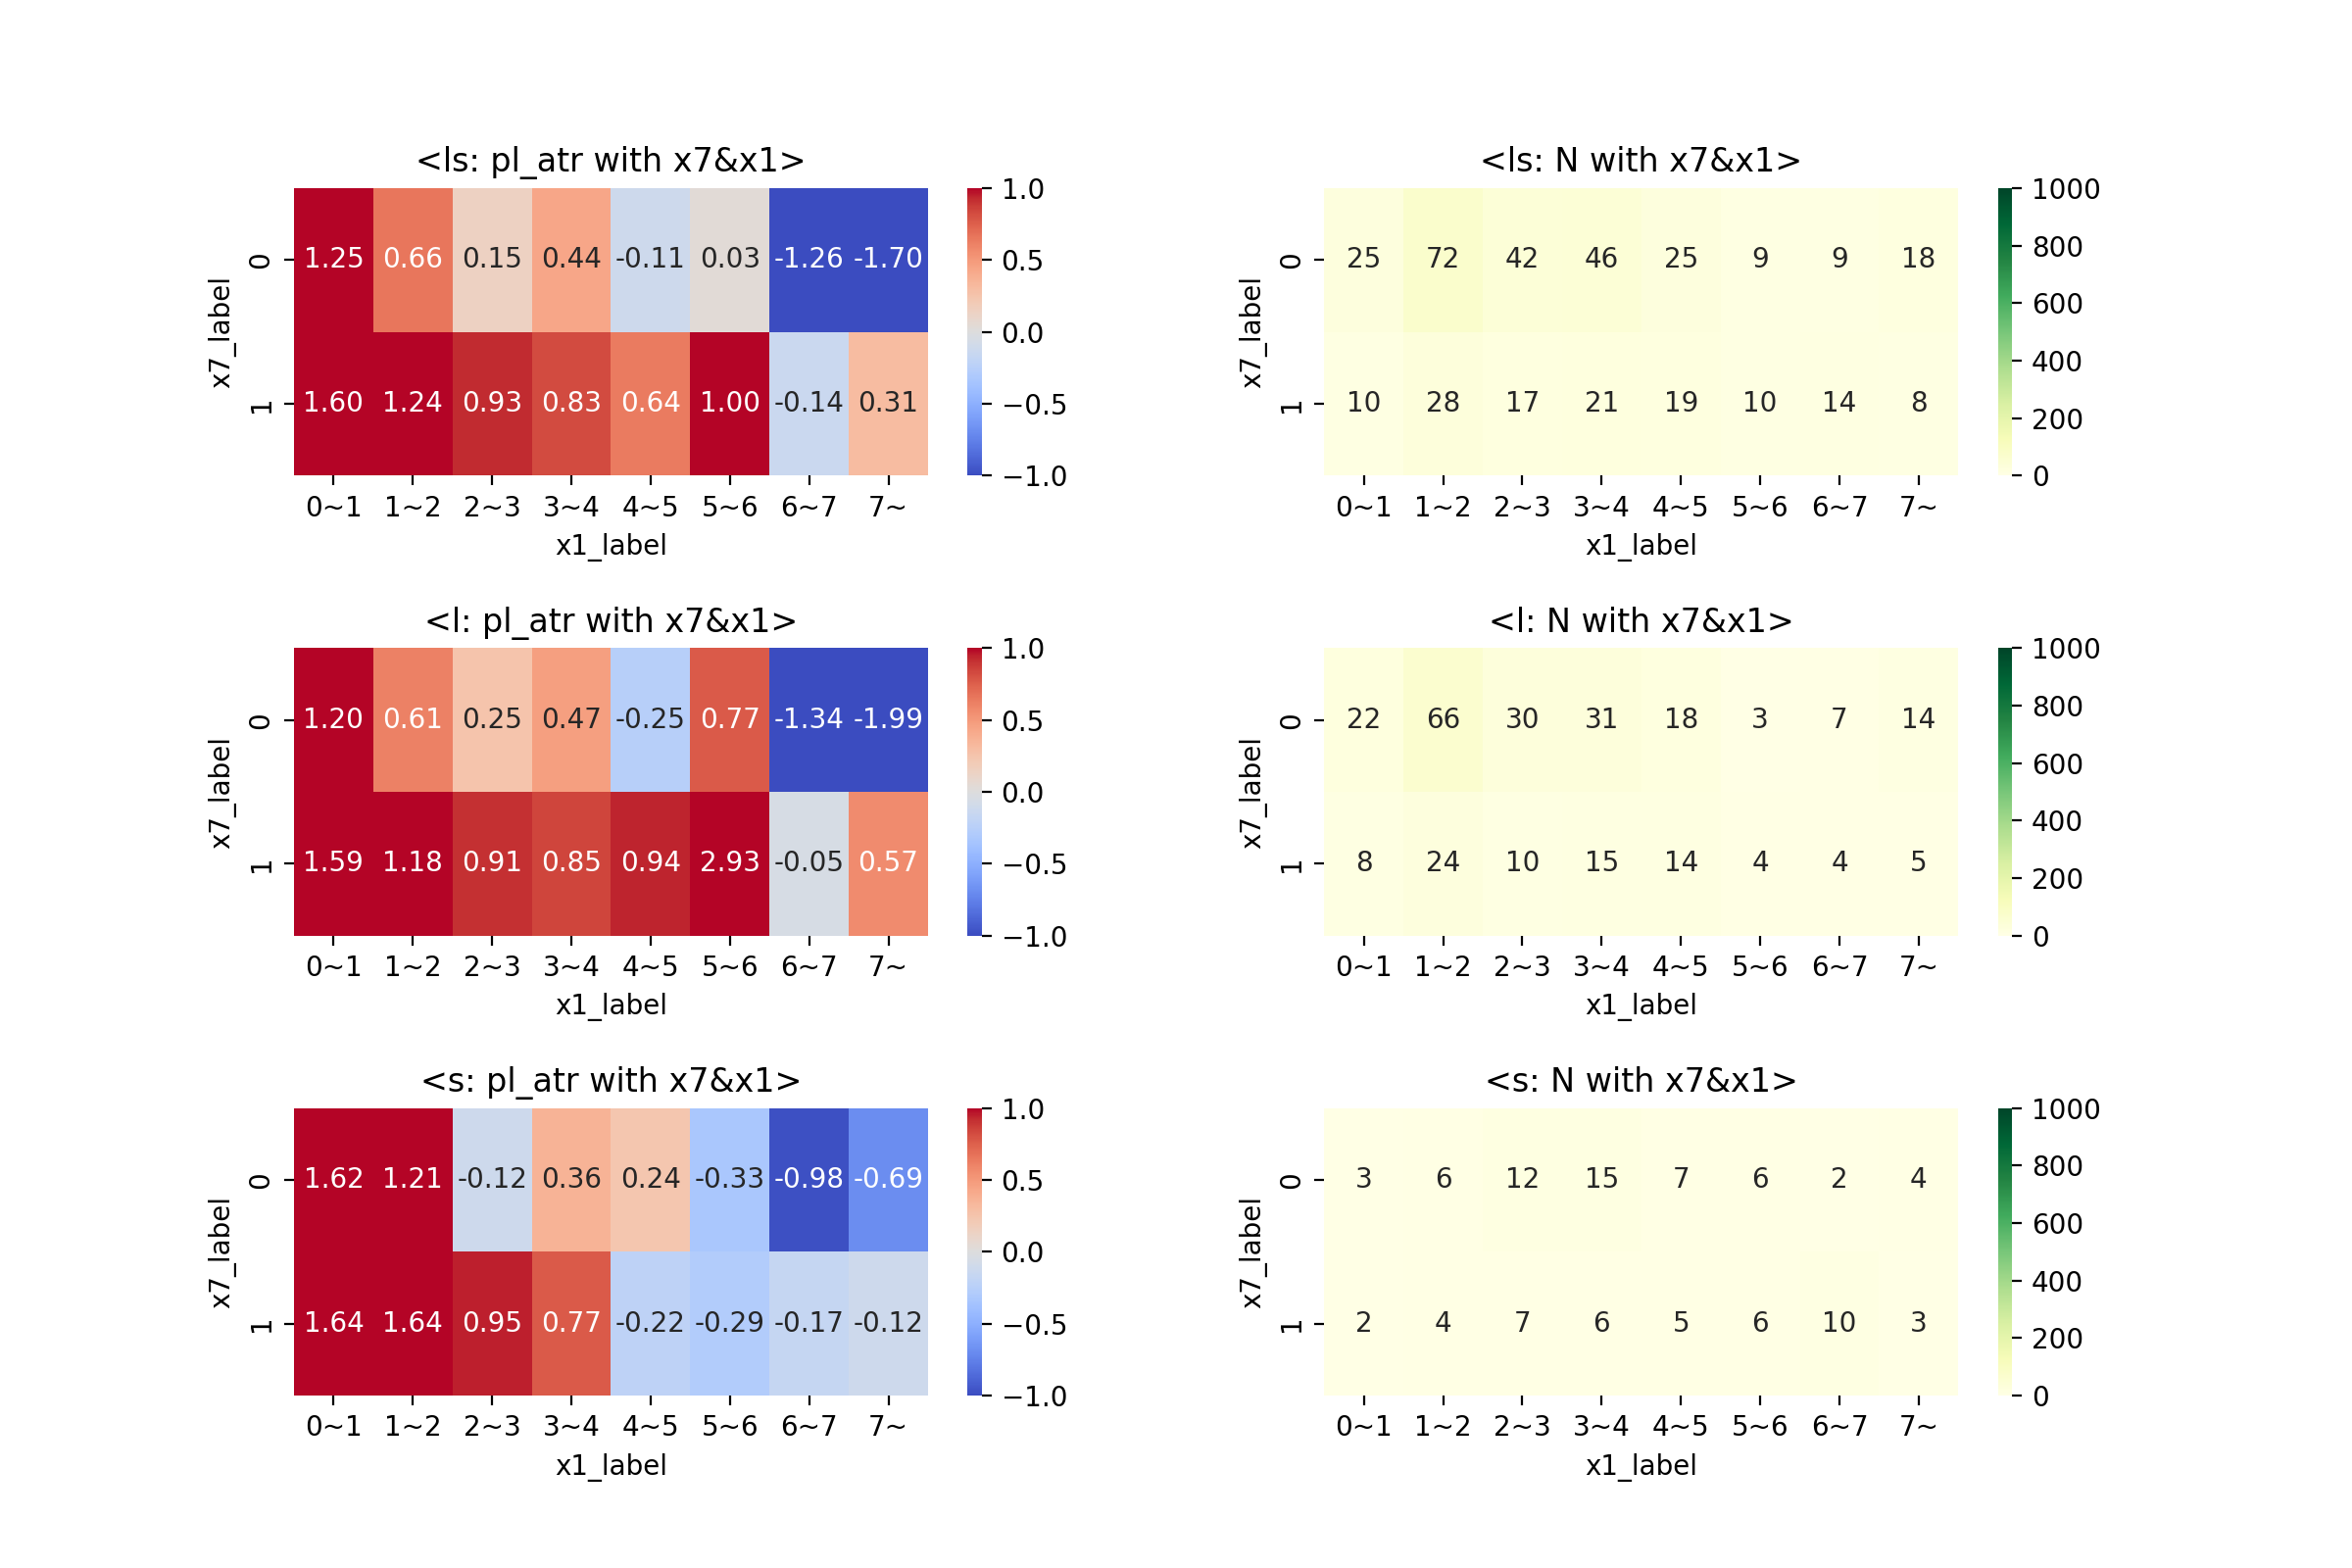 <ls: pl_atr with x7&x1>
x7_label
0
1.25 0.66 0.15 0.44 -0.11 0.03 -1.26 -1.70
1
1.60 1.24 0.93 0.83 0.64 1.00 -0.14 0.31
0~1 1~2 2~3 3~4 4~5 5~6 6~7 7~
x1_label
1.0
0.5
0.0
−0.5
−1.0
<ls: N with x7&x1>
x7_label
0
25 72 42 46 25 9 9 18
1
10 28 17 21 19 10 14 8
0~1 1~2 2~3 3~4 4~5 5~6 6~7 7~
x1_label
1000
800
600
400
200
0
<l: pl_atr with x7&x1>
x7_label
0
1.20 0.61 0.25 0.47 -0.25 0.77 -1.34 -1.99
1
1.59 1.18 0.91 0.85 0.94 2.93 -0.05 0.57
0~1 1~2 2~3 3~4 4~5 5~6 6~7 7~
x1_label
1.0
0.5
0.0
−0.5
−1.0
<l: N with x7&x1>
x7_label
0
22 66 30 31 18 3 7 14
1
8 24 10 15 14 4 4 5
0~1 1~2 2~3 3~4 4~5 5~6 6~7 7~
x1_label
1000
800
600
400
200
0
<s: pl_atr with x7&x1>
x7_label
0
1.62 1.21 -0.12 0.36 0.24 -0.33 -0.98 -0.69
1
1.64 1.64 0.95 0.77 -0.22 -0.29 -0.17 -0.12
0~1 1~2 2~3 3~4 4~5 5~6 6~7 7~
x1_label
1.0
0.5
0.0
−0.5
−1.0
<s: N with x7&x1>
x7_label
0
3 6 12 15 7 6 2 4
1
2 4 7 6 5 6 10 3
0~1 1~2 2~3 3~4 4~5 5~6 6~7 7~
x1_label
1000
800
600
400
200
0